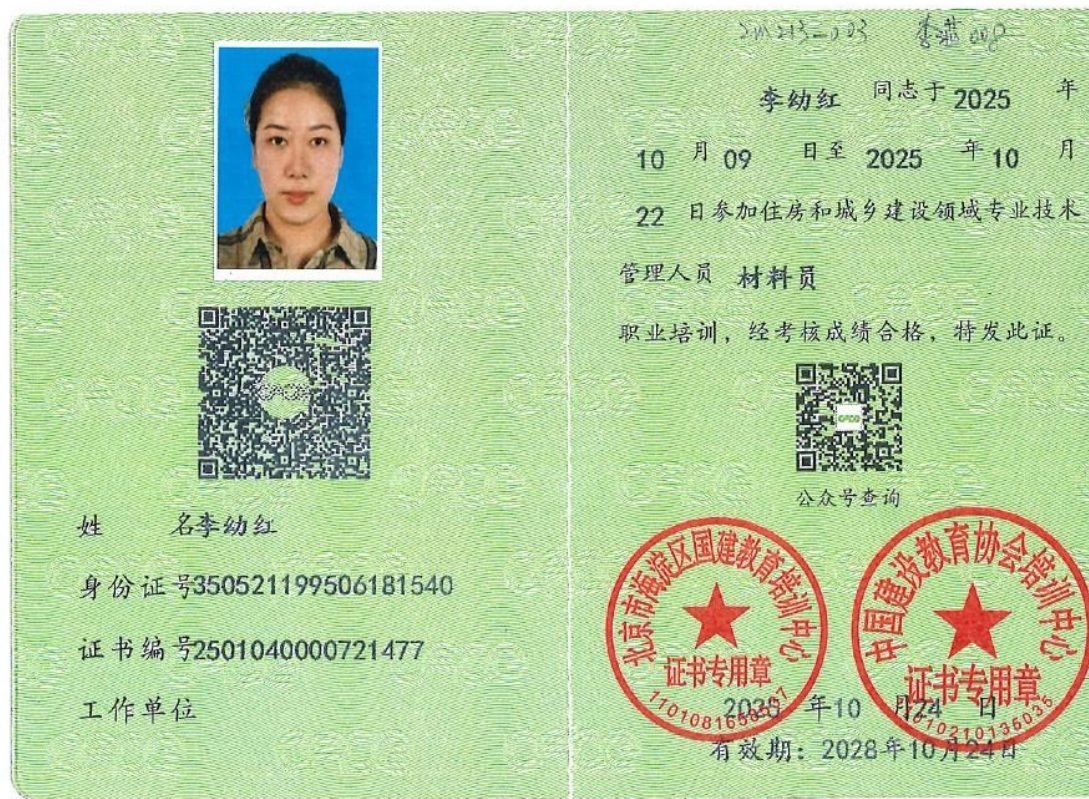 2M213-003
李幼红 同志于 2025 年
10 月 09 日至 2025 年 10 月
22 日参加住房和城乡建设领域专业技术
管理人员 材料员
职业培训，经考核成绩合格，特发此证。
公众号查询
姓 名李幼红
身份证号350521199506181540
证书编号2501040000721477
工作单位
北京市海淀区国建教育培训中心
证书专用章
中国建设教育协会培训中心
证书专用章
年10 月24 日
有效期：2028年10月24日